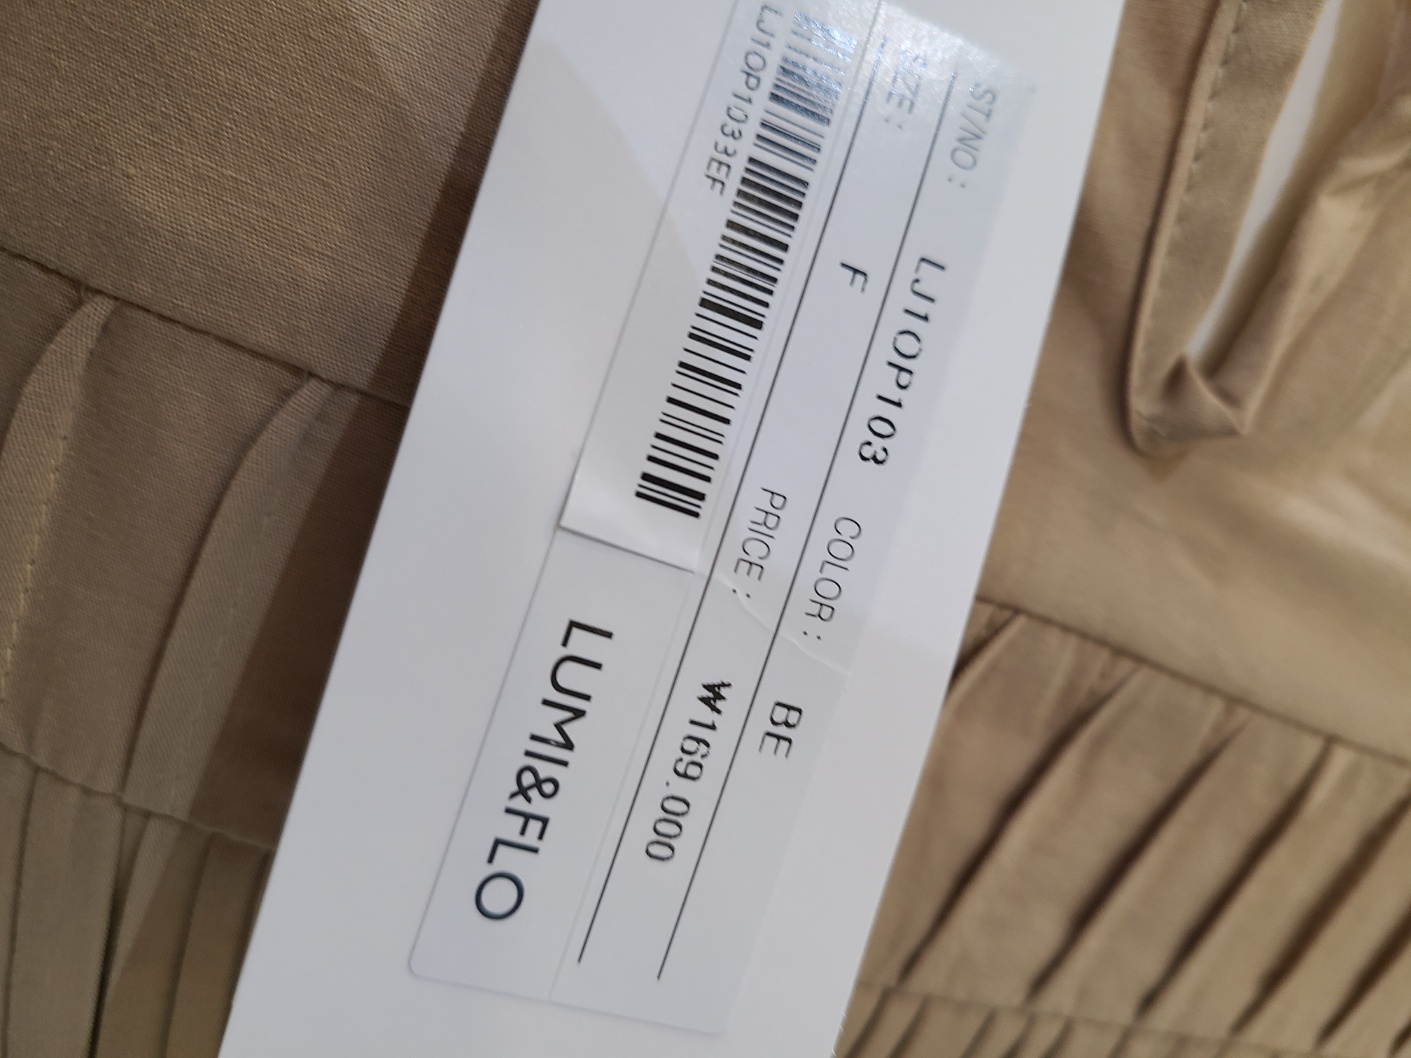 ST/NO : LJ1OP103 COLOR : BE
SIZE : F PRICE : ₩169.000
LJ1OP1033EF
LUMI&FLO